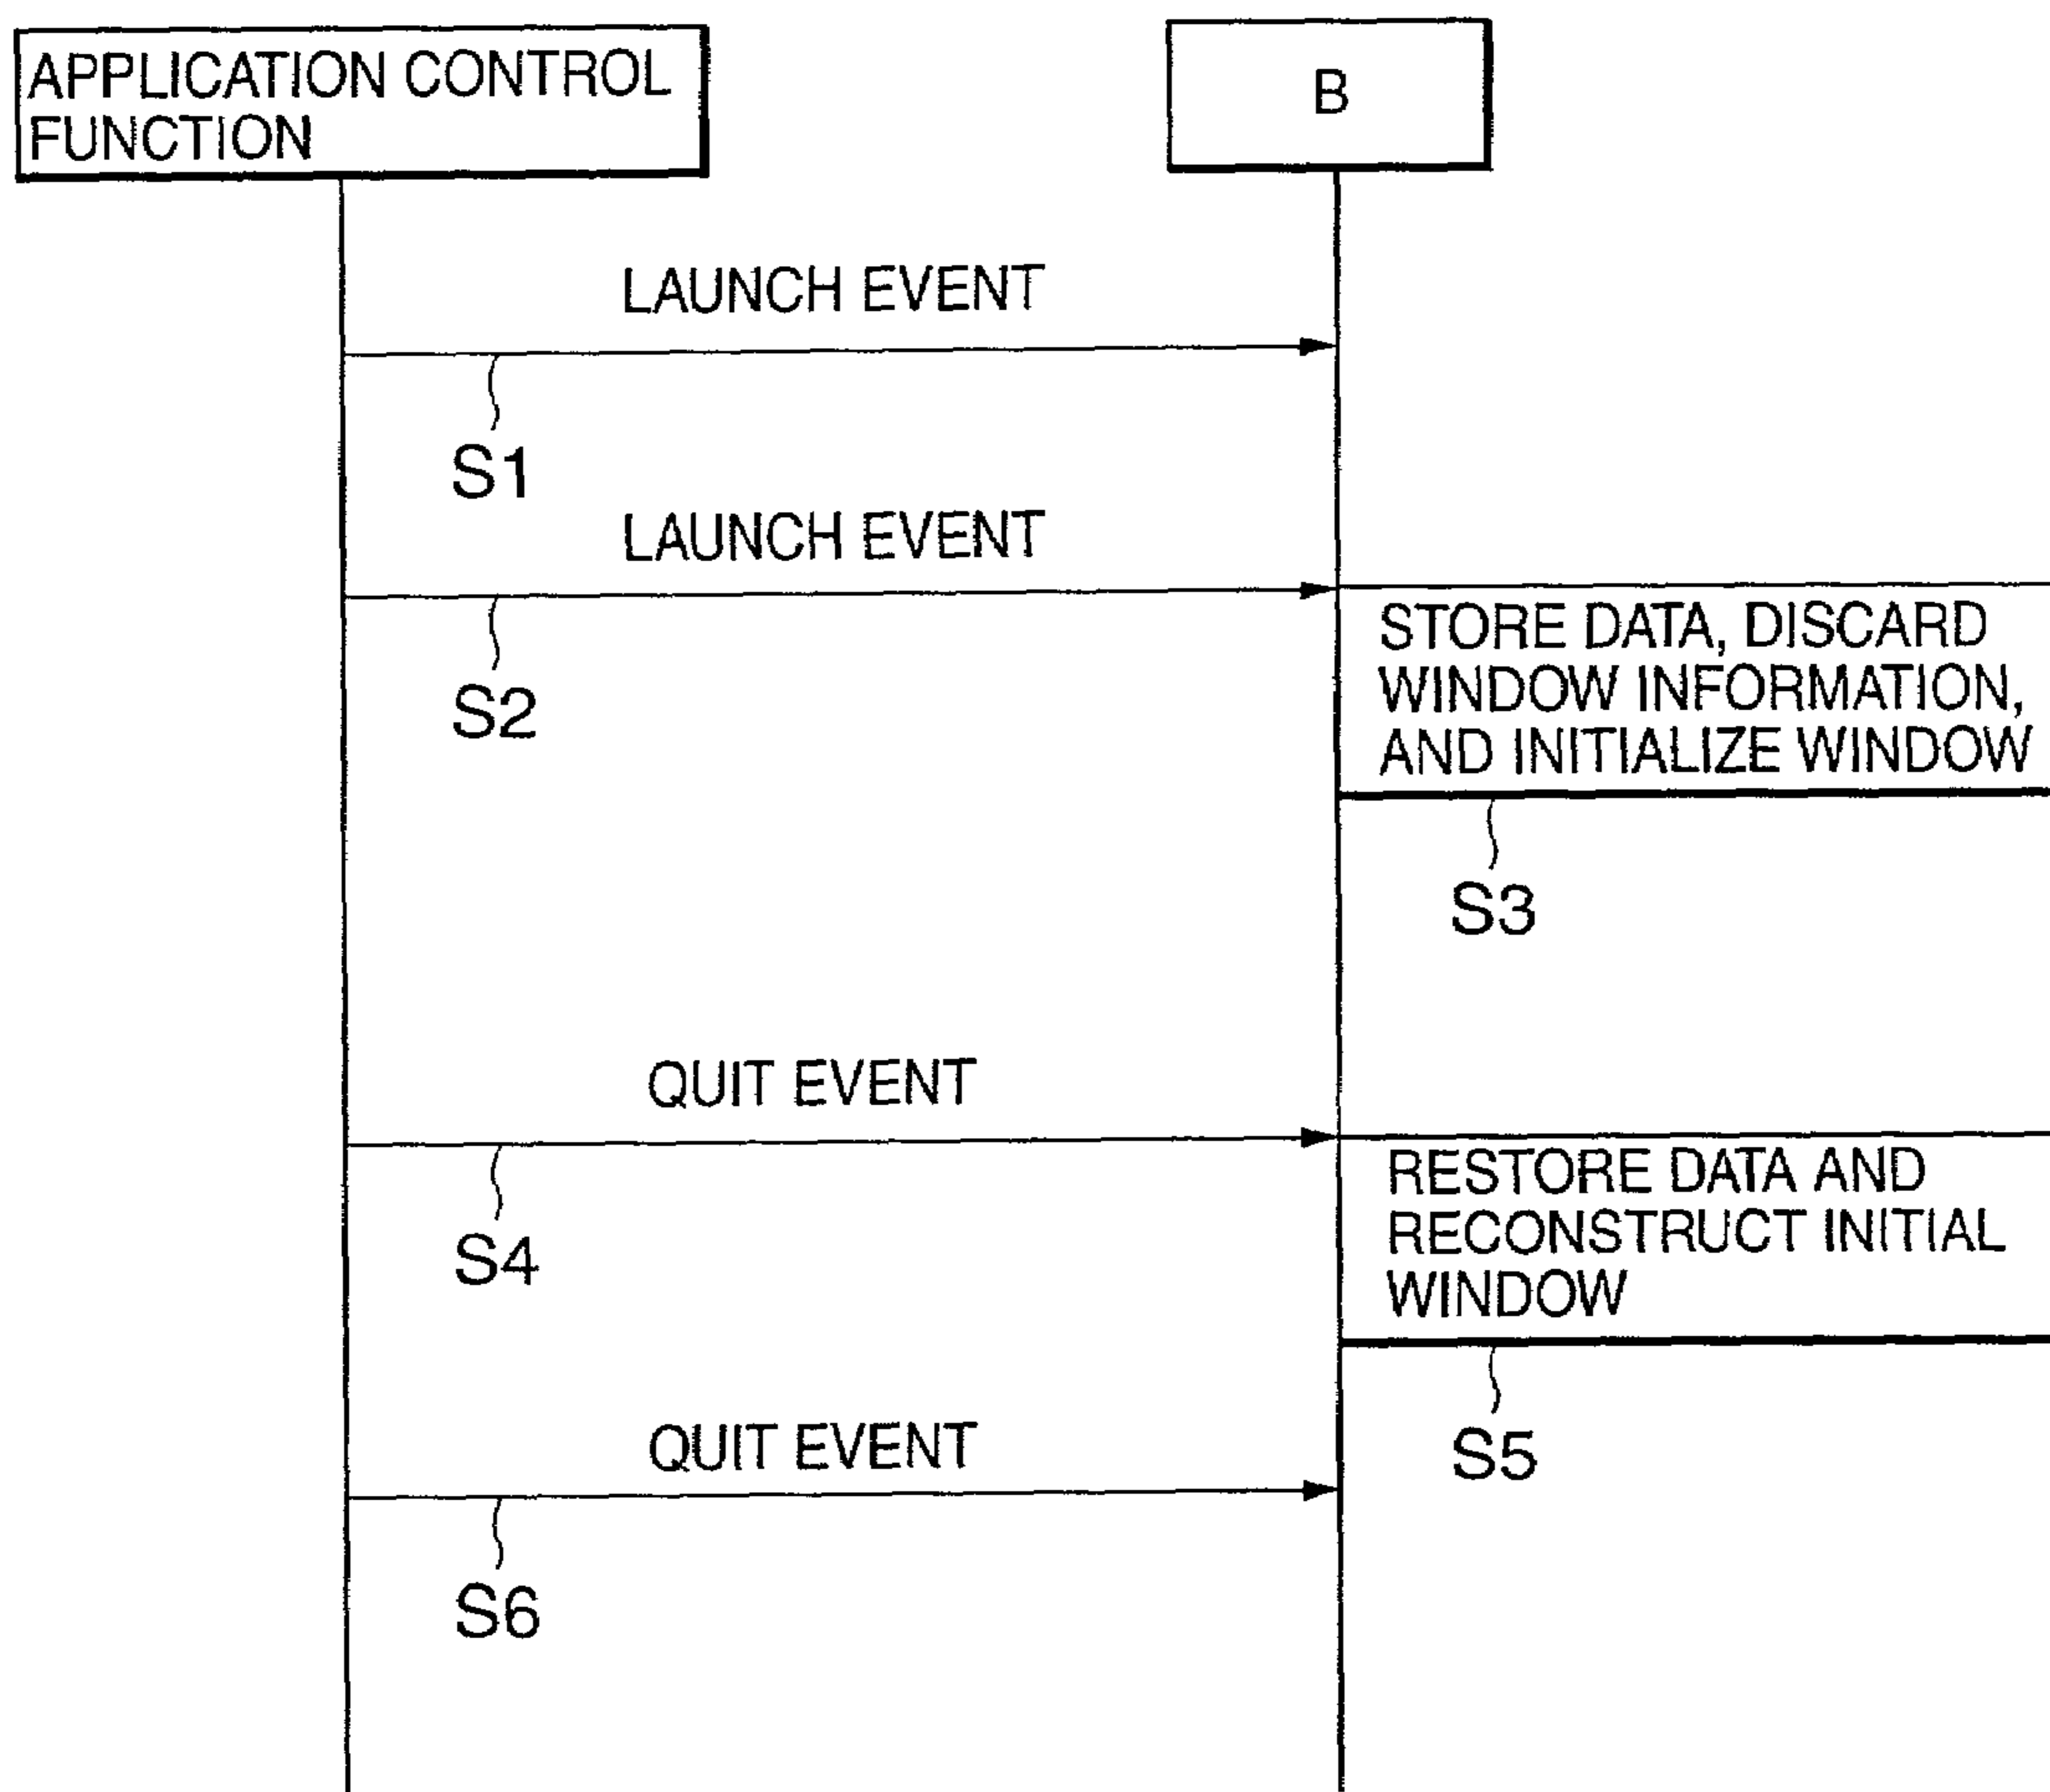 APPLICATION CONTROL
FUNCTION
B
LAUNCH EVENT
S1
LAUNCH EVENT
S2
STORE DATA, DISCARD
WINDOW INFORMATION,
AND INITIALIZE WINDOW
S3
QUIT EVENT
S4
RESTORE DATA AND
RECONSTRUCT INITIAL
WINDOW
S5
QUIT EVENT
S6